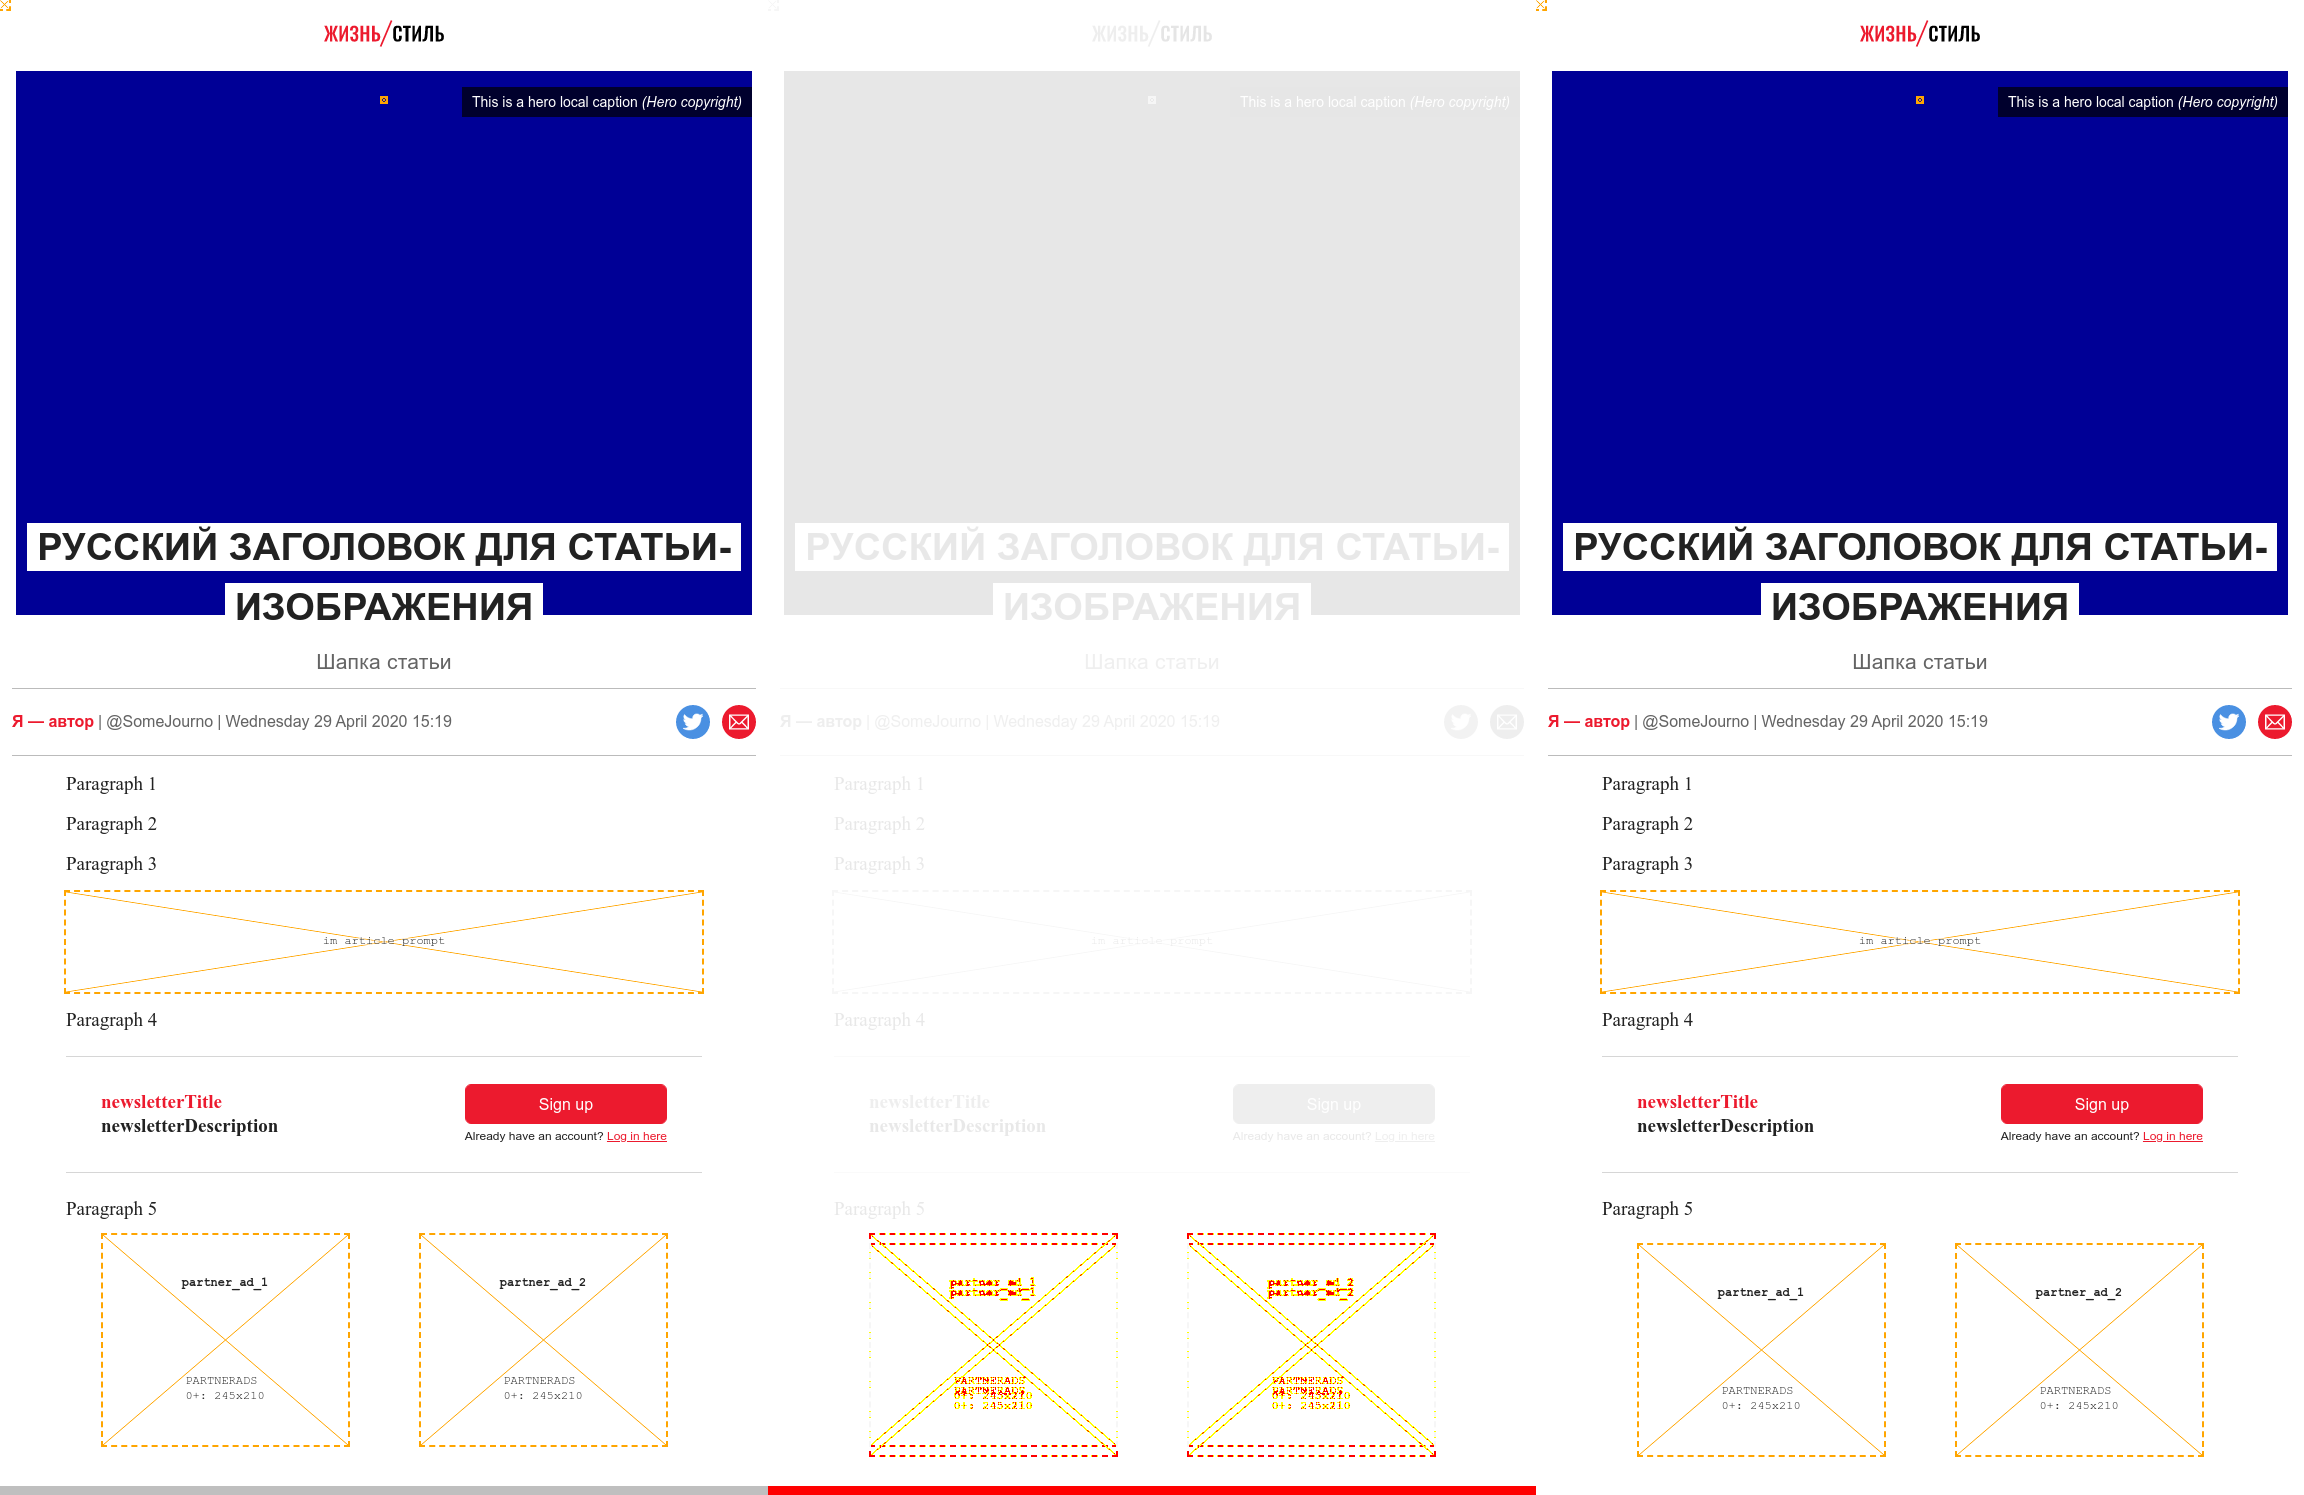 ЖИЗНЬ/СТИЛЬ
This is a hero local caption (Hero copyright)
РУССКИЙ ЗАГОЛОВОК ДЛЯ СТАТЬИ-
ИЗОБРАЖЕНИЯ
Шапка статьи
Я — автор | @SomeJourno | Wednesday 29 April 2020 15:19
Paragraph 1
Paragraph 2
Paragraph 3
im article prompt
Paragraph 4
newsletterTitle
newsletterDescription
Sign up
Already have an account? Log in here
Paragraph 5
partner_ad_1
PARTNERADS
0+: 245x210
partner_ad_2
PARTNERADS
0+: 245x210
ЖИЗНЬ/СТИЛЬ
This is a hero local caption (Hero copyright)
РУССКИЙ ЗАГОЛОВОК ДЛЯ СТАТЬИ-
ИЗОБРАЖЕНИЯ
Шапка статьи
Я — автор | @SomeJourno | Wednesday 29 April 2020 15:19
Paragraph 1
Paragraph 2
Paragraph 3
im article prompt
Paragraph 4
newsletterTitle
newsletterDescription
Sign up
Already have an account? Log in here
Paragraph 5
partner_ad_1
partner_ad_1
PARTNERADS
PARTNERADS
0+: 245x210
0+: 245x210
partner_ad_2
partner_ad_2
PARTNERADS
PARTNERADS
0+: 245x210
0+: 245x210
ЖИЗНЬ/СТИЛЬ
This is a hero local caption (Hero copyright)
РУССКИЙ ЗАГОЛОВОК ДЛЯ СТАТЬИ-
ИЗОБРАЖЕНИЯ
Шапка статьи
Я — автор | @SomeJourno | Wednesday 29 April 2020 15:19
Paragraph 1
Paragraph 2
Paragraph 3
im article prompt
Paragraph 4
newsletterTitle
newsletterDescription
Sign up
Already have an account? Log in here
Paragraph 5
partner_ad_1
PARTNERADS
0+: 245x210
partner_ad_2
PARTNERADS
0+: 245x210